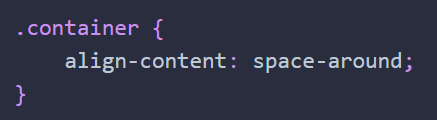 .container {
    align-content: space-around;
}